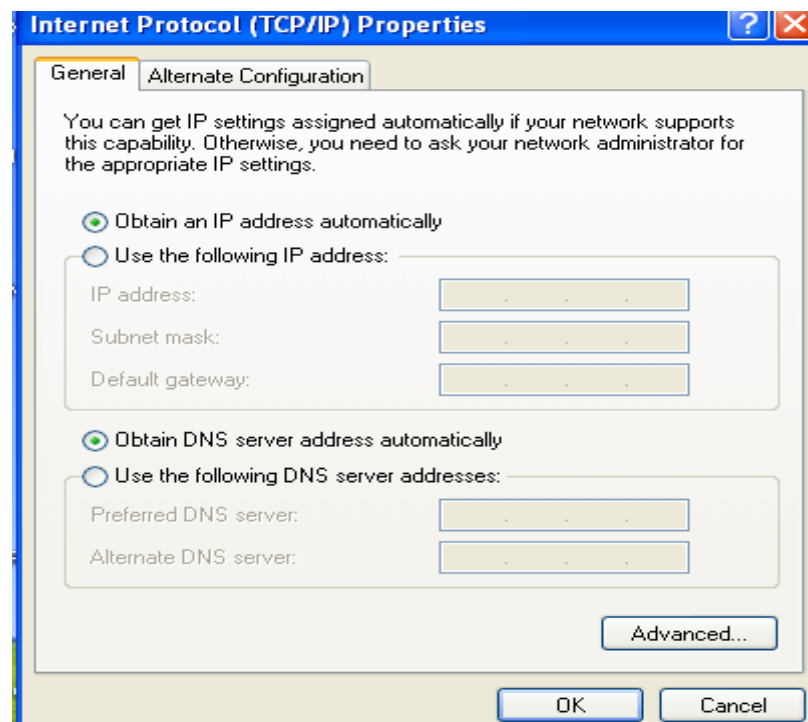 Internet Protocol (TCP/IP) Properties
?
General
Alternate Configuration
You can get IP settings assigned automatically if your network supports
this capability. Otherwise, you need to ask your network administrator for
the appropriate IP settings.
Obtain an IP address automatically
Use the following IP address:
IP address:
Subnet mask:
Default gateway:
Obtain DNS server address automatically
Use the following DNS server addresses:
Preferred DNS server:
Alternate DNS server:
Advanced...
OK
Cancel